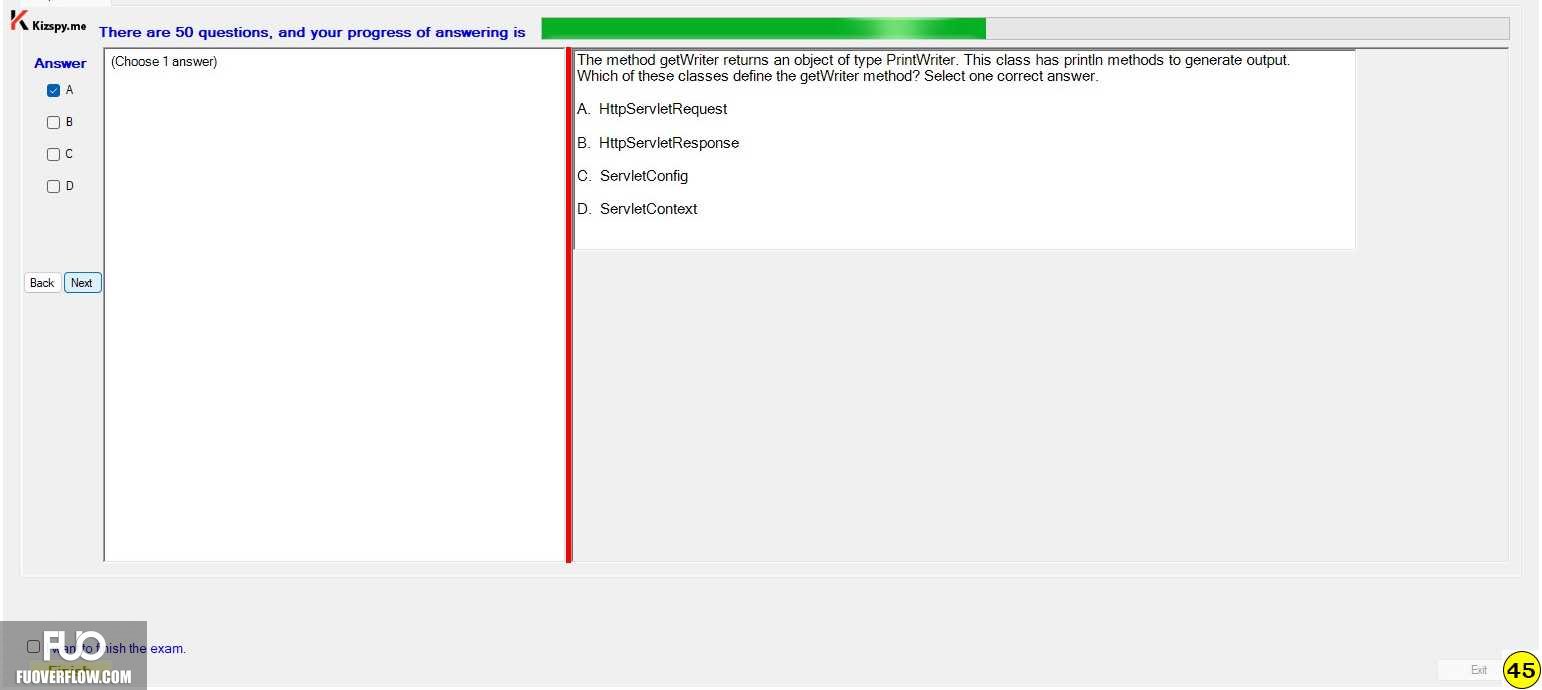 Kizspy.me
There are 50 questions, and your progress of answering is
Answer
A
B
C
D
Back
Next
(Choose 1 answer)
The method getWriter returns an object of type PrintWriter. This class has println methods to generate output.
Which of these classes define the getWriter method? Select one correct answer.
A. HttpServletRequest
B. HttpServletResponse
C. ServletConfig
D. ServletContext
want to finish the exam.
Finish
FUO
FUOVERFLOW.COM
Exit
45